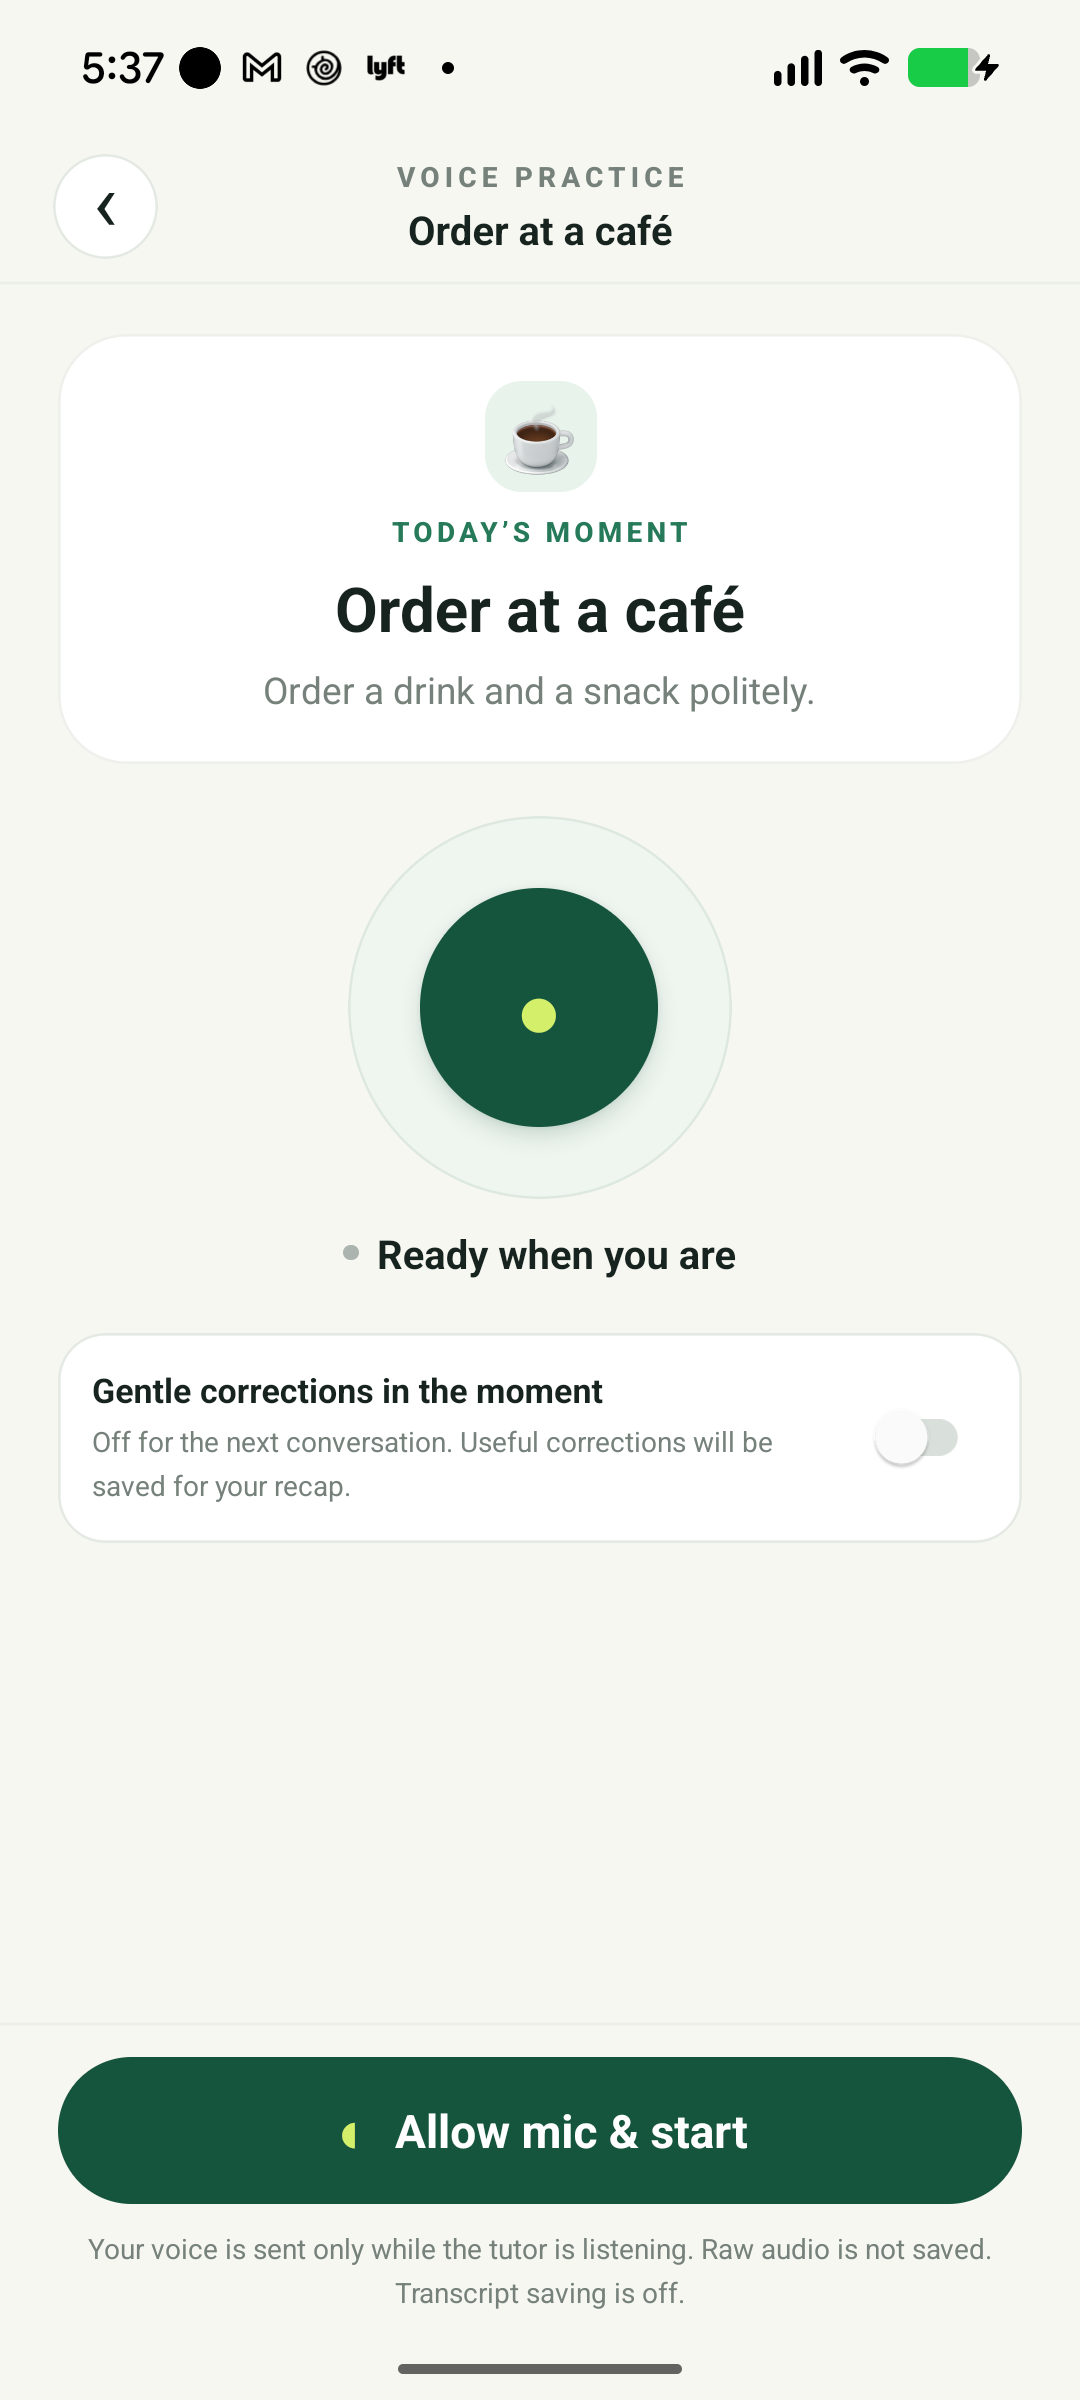 5:37 lyft
VOICE PRACTICE
Order at a café
TODAY’S MOMENT
Order at a café
Order a drink and a snack politely.
Ready when you are
Gentle corrections in the moment
Off for the next conversation. Useful corrections will be
saved for your recap.
Allow mic & start
Your voice is sent only while the tutor is listening. Raw audio is not saved.
Transcript saving is off.